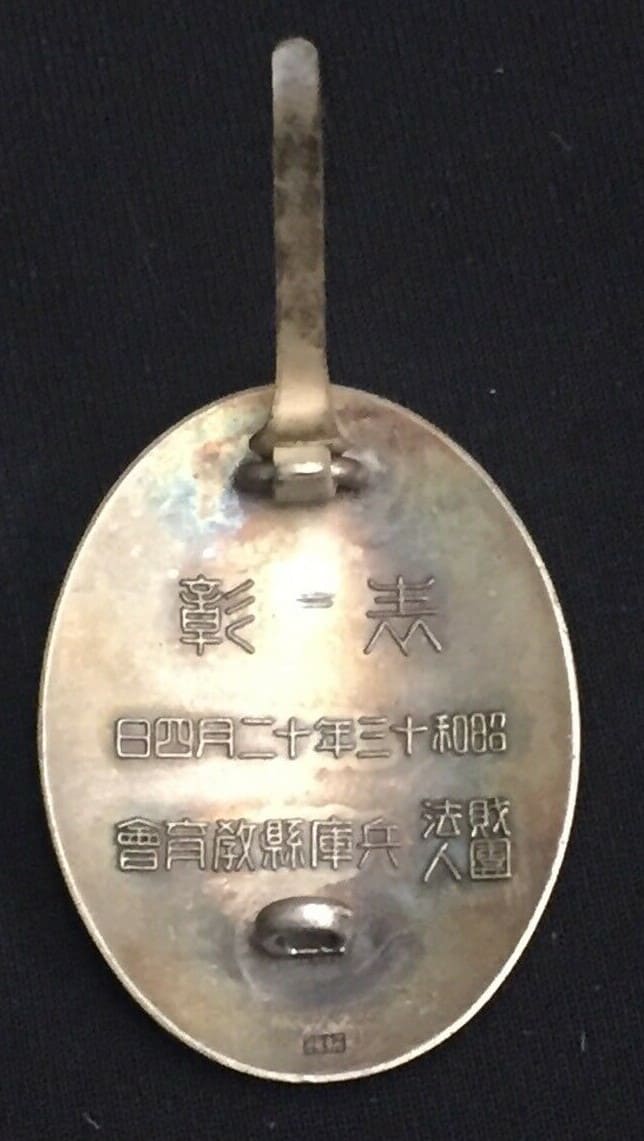 表彰
昭和十三年十二月四日
財團法人兵庫縣教育會